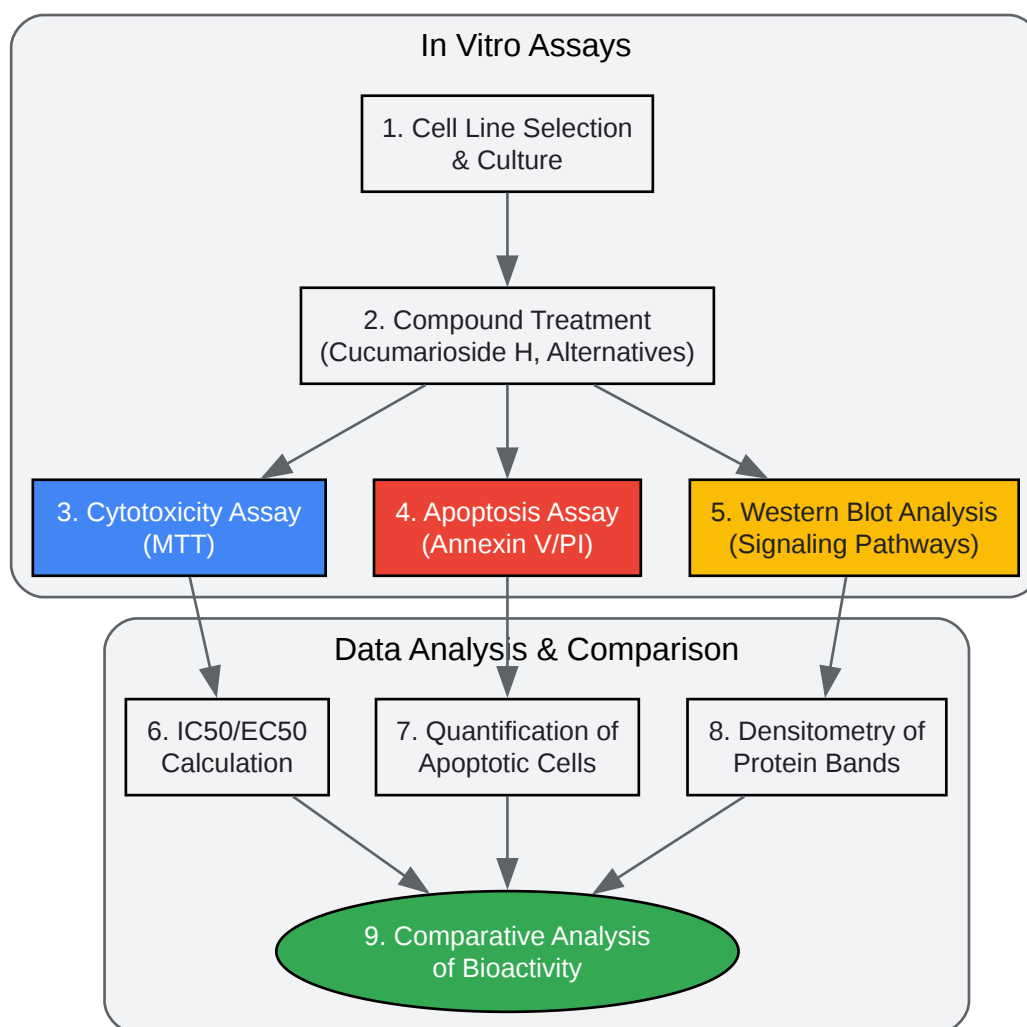 In Vitro Assays
1. Cell Line Selection
& Culture
2. Compound Treatment
(Cucumarioside H, Alternatives)
3. Cytotoxicity Assay
(MTT)
4. Apoptosis Assay
(Annexin V/PI)
5. Western Blot Analysis
(Signaling Pathways)
Data Analysis & Comparison
6. IC50/EC50
Calculation
7. Quantification of
Apoptotic Cells
8. Densitometry of
Protein Bands
9. Comparative Analysis
of Bioactivity